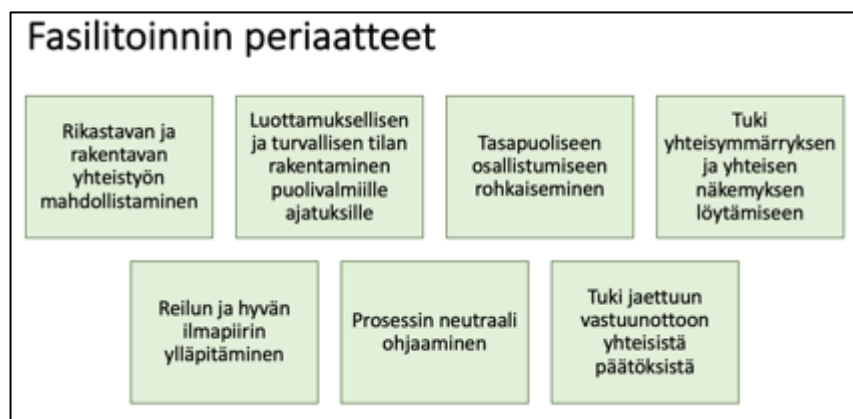 Fasilitoinnin periaatteet
Rikastavan ja
rakentavan
yhteistyön
mahdollistaminen
Luottamuksellisen
ja turvallisen tilan
rakentaminen
puolivalmiille
ajatuksille
Tasapuoliseen
osallistumiseen
rohkaiseminen
Tuki
yhteisymmärryksen
ja yhteisen
näkemyksen
löytämiseen
Reilun ja hyvän
ilmapiirin
ylläpitäminen
Prosessin neutraali
ohjaaminen
Tuki jaettuun
vastuunottoon
yhteisistä
päätöksistä